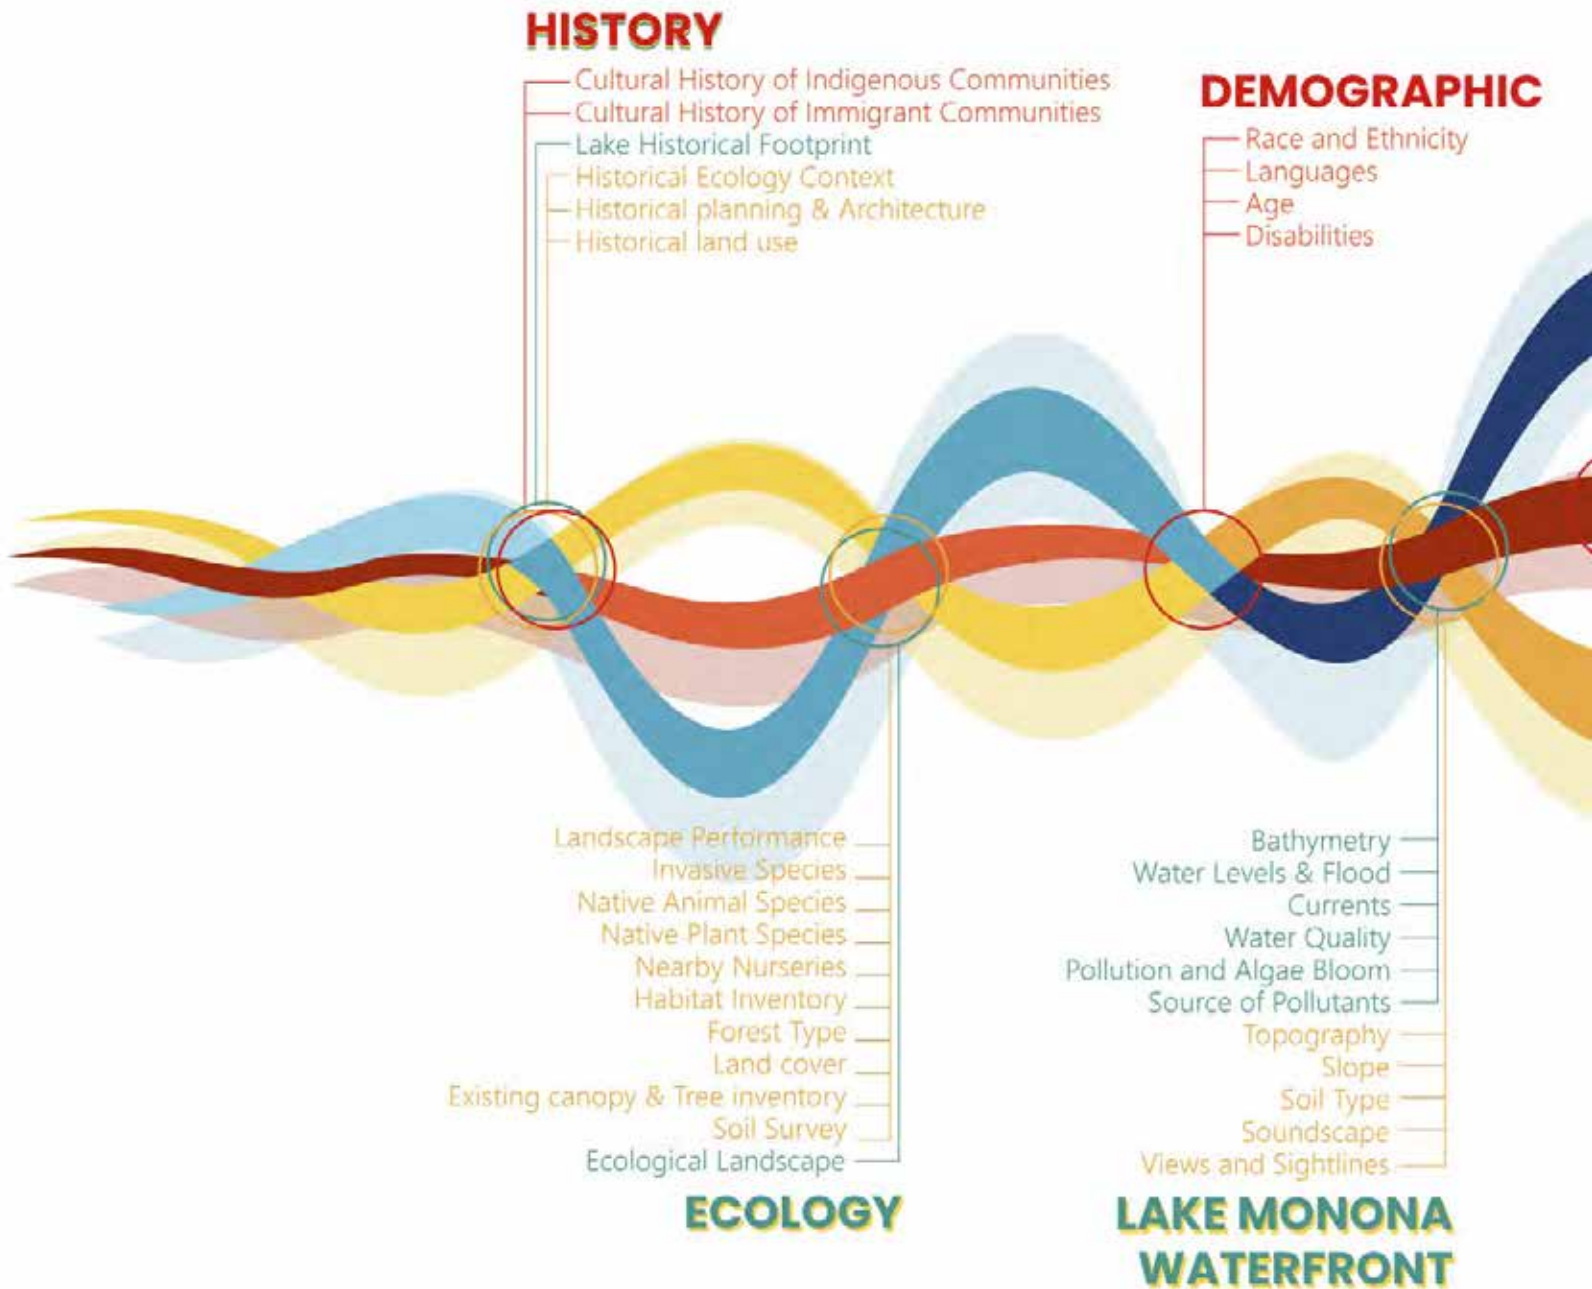 HISTORY
Cultural History of Indigenous Communities
Cultural History of Immigrant Communities
Lake Historical Footprint
Historical Ecology Context
Historical planning & Architecture
Historical land use
DEMOGRAPHIC
Race and Ethnicity
Languages
Age
Disabilities
Landscape Performance
Invasive Species
Native Animal Species
Native Plant Species
Nearby Nurseries
Habitat Inventory
Forest Type
Land cover
Existing canopy & Tree inventory
Soil Survey
Ecological Landscape
ECOLOGY
Bathymetry
Water Levels & Flood
Currents
Water Quality
Pollution and Algae Bloom
Source of Pollutants
Topography
Slope
Soil Type
Soundscape
Views and Sightlines
LAKE MONONA
WATERFRONT